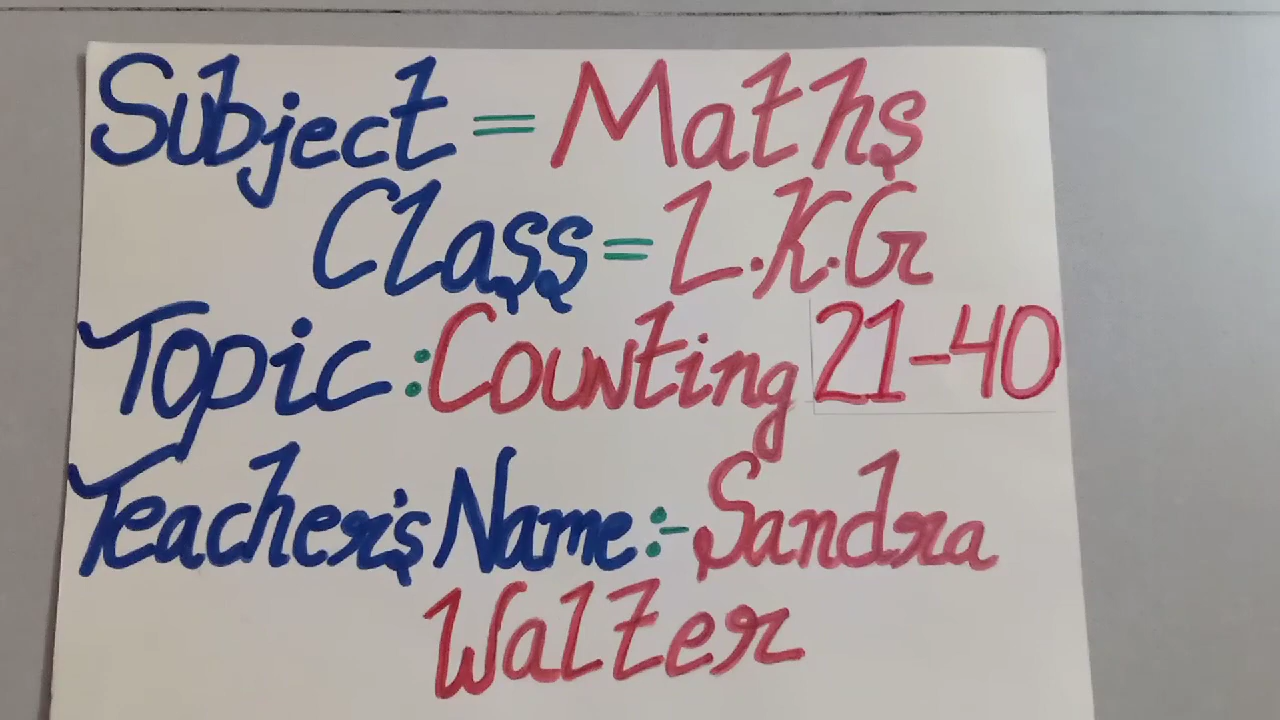 Subject = Maths
Class = L.K.G
Topic : Counting 21-40
Teacher's Name :- Sandra
Walter